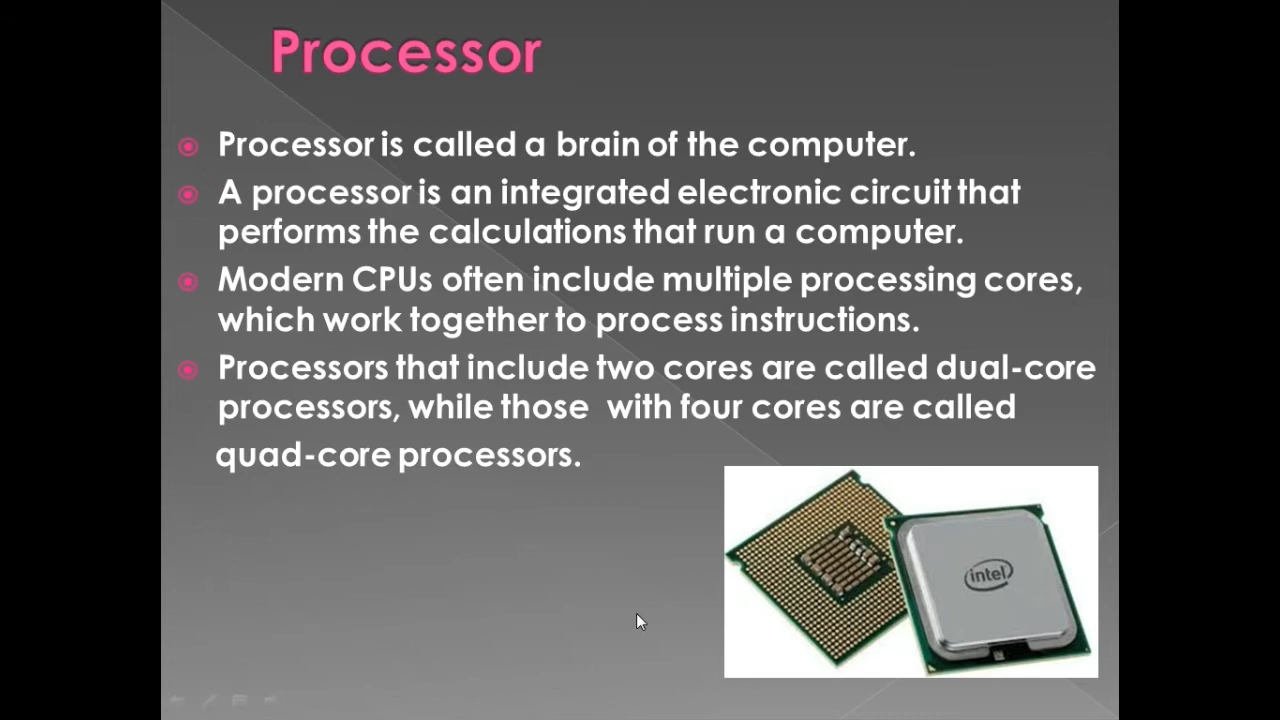 Processor
Processor is called a brain of the computer.
A processor is an integrated electronic circuit that
performs the calculations that run a computer.
Modern CPUs often include multiple processing cores,
which work together to process instructions.
Processors that include two cores are called dual-core
processors, while those with four cores are called
quad-core processors.
intel